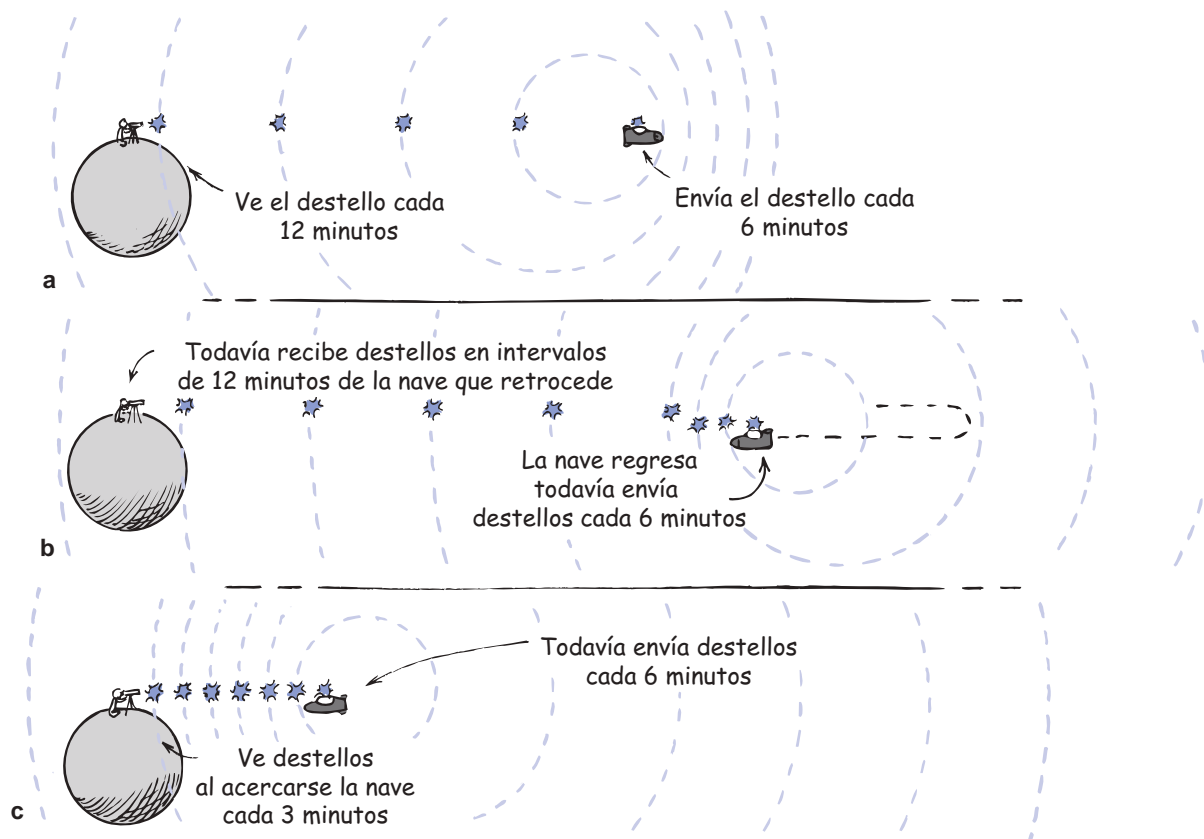 Ve el destello cada
12 minutos
Envía el destello cada
6 minutos
a
Todavía recibe destellos en intervalos
de 12 minutos de la nave que retrocede
La nave regresa
todavía envía
destellos cada 6 minutos
b
Todavía envía destellos
cada 6 minutos
Ve destellos
al acercarse la nave
cada 3 minutos
c